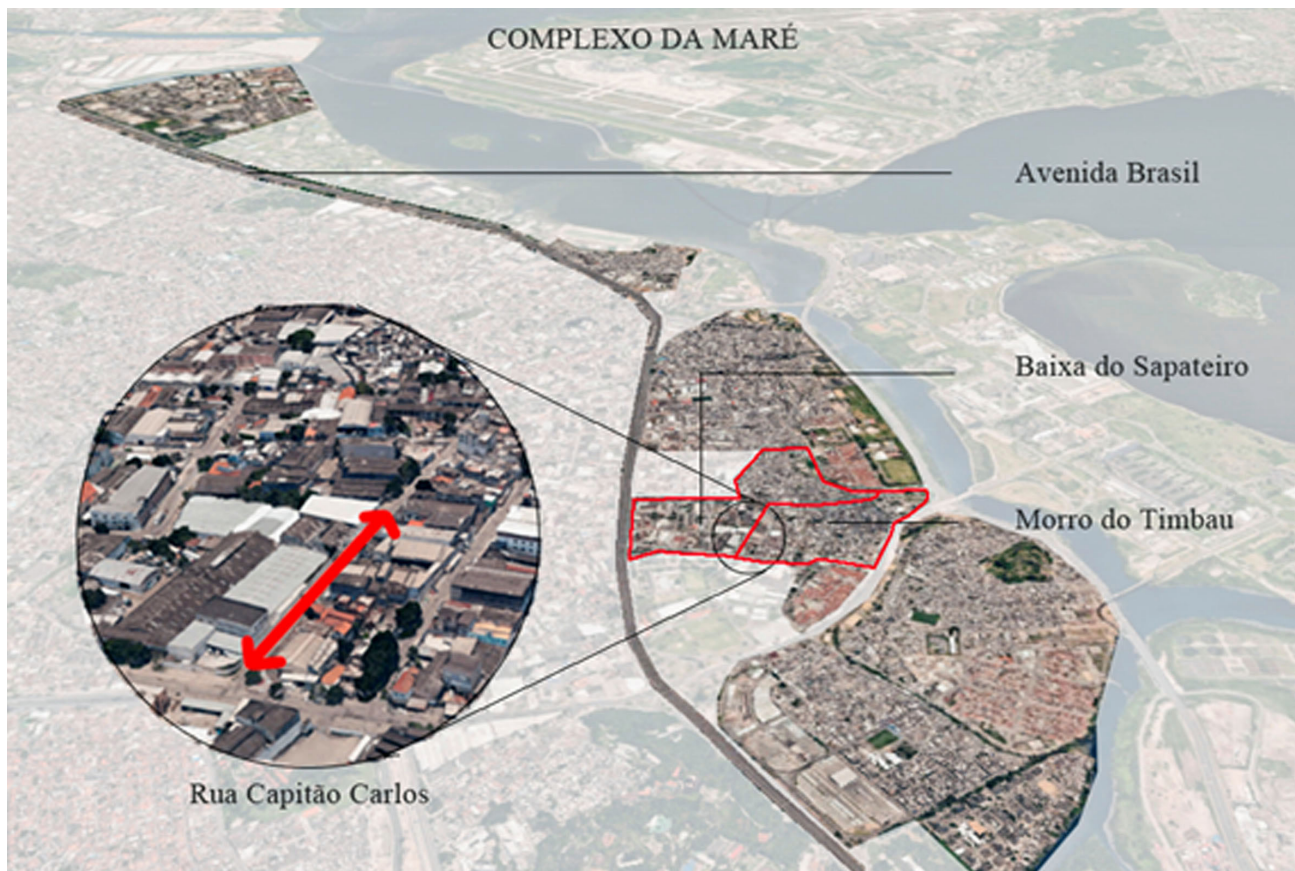 COMPLEXO DA MARÉ
Avenida Brasil
Baixa do Sapateiro
Morro do Timbau
Rua Capitão Carlos